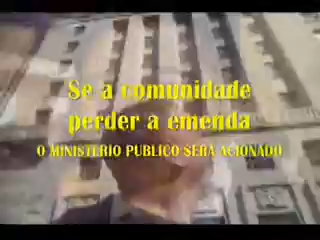 Se a comunidade
perder a emenda
O MINISTERIO PUBLICO SERA ACIONADO